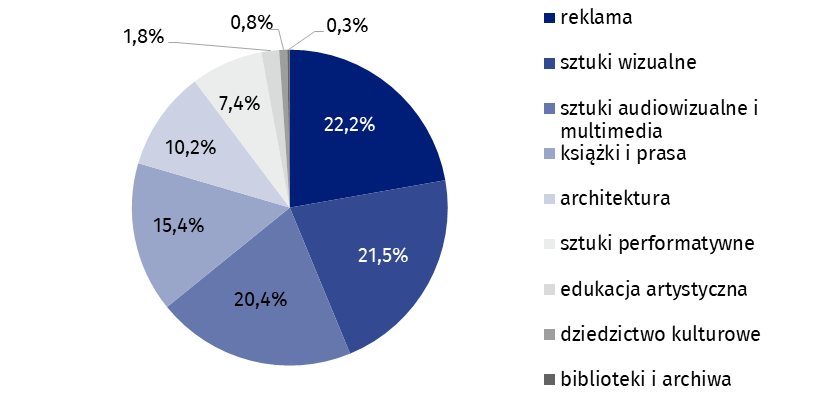 0,8%
0,3%
1,8%
7,4%
22,2%
10,2%
15,4%
21,5%
20,4%
reklama
sztuki wizualne
sztuki audiowizualne i
multimedia
książki i prasa
architektura
sztuki performatywne
edukacja artystyczna
dziedzictwo kulturowe
biblioteki i archiwa